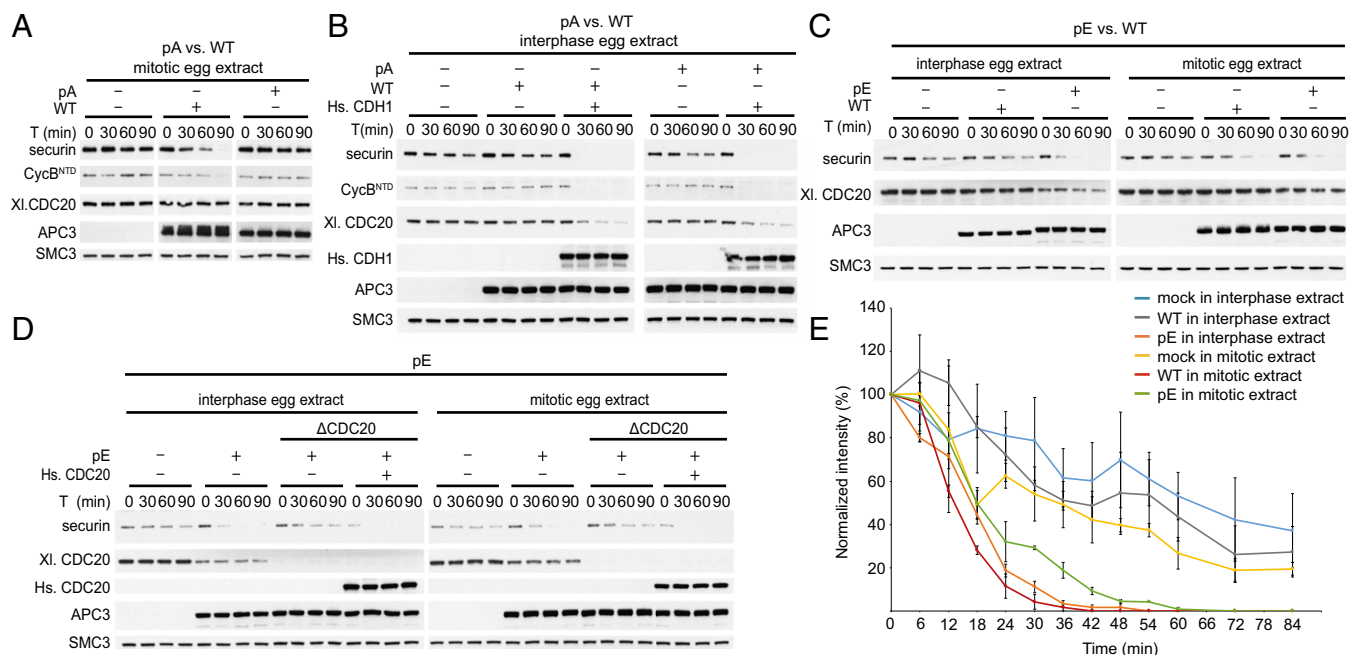 A
pA vs. WT
mitotic egg extract
pA – – +
WT – + –
T (min) 0 30 60 90 0 30 60 90 0 30 60 90
securin
CycB^NTD
Xl.CDC20
APC3
SMC3
B
pA vs. WT
interphase egg extract
pA – – – + +
WT – + + – –
Hs. CDH1 – – + – +
T(min) 0 30 60 90 0 30 60 90 0 30 60 90 0 30 60 90 0 30 60 90
securin
CycB^NTD
Xl. CDC20
Hs. CDH1
APC3
SMC3
C
pE vs. WT
interphase egg extract mitotic egg extract
pE – – + – – +
WT – + – – + –
T (min) 0 30 60 90 0 30 60 90 0 30 60 90 0 30 60 90 0 30 60 90 0 30 60 90
securin
Xl.CDC20
APC3
SMC3
D
pE
interphase egg extract mitotic egg extract
ΔCDC20 ΔCDC20
pE – + + + – + + +
Hs. CDC20 – – – + – – – +
T (min) 0 30 60 90 0 30 60 90 0 30 60 90 0 30 60 90 0 30 60 90 0 30 60 90 0 30 60 90 0 30 60 90
securin
Xl. CDC20
Hs. CDC20
APC3
SMC3
E
mock in interphase extract
WT in interphase extract
pE in interphase extract
mock in mitotic extract
WT in mitotic extract
pE in mitotic extract
Normalized intensity (%)
140
120
100
80
60
40
20
0 6 12 18 24 30 36 42 48 54 60 66 72 78 84
Time (min)